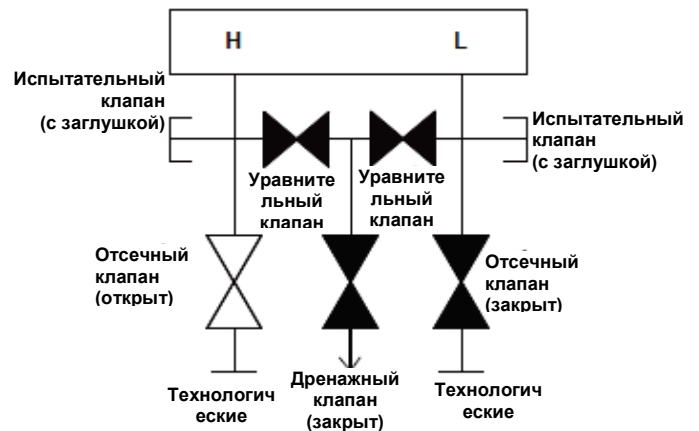 H
L
Испытательный
клапан
(с заглушкой)
Испытательный
клапан
(с заглушкой)
Уравните
льный
клапан
Уравните
льный
клапан
Отсечный
клапан
(открыт)
Отсечный
клапан
(закрыт)
Технологич
еские
Дренажный
клапан
(закрыт)
Технологич
еские